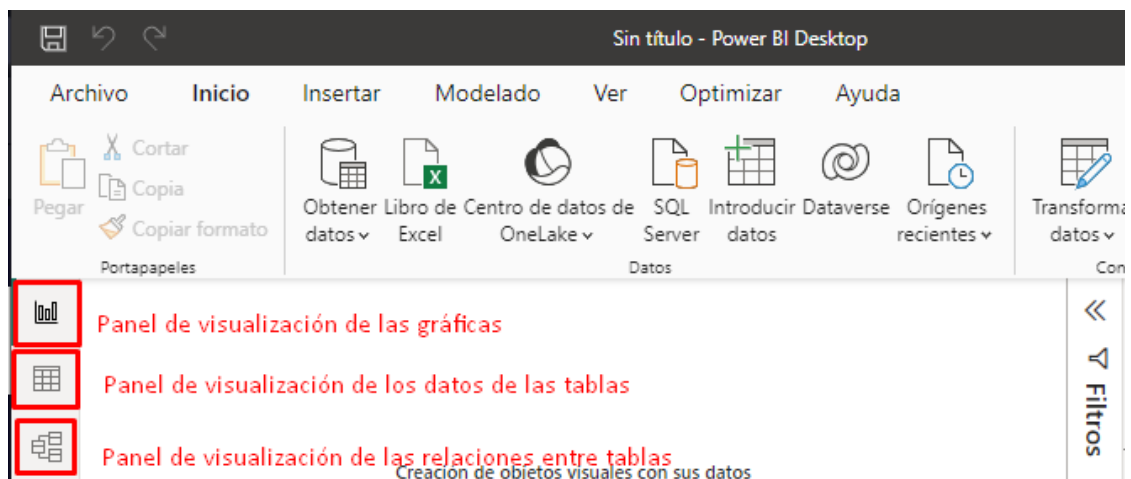 Sin título - Power BI Desktop
Archivo Inicio Insertar Modelado Ver Optimizar Ayuda
Pegar
Cortar
Copia
Copiar formato
Portapapeles
Obtener datos
Libro de Excel
Centro de datos de OneLake
SQL Server
Introducir datos
Dataverse
Orígenes recientes
Datos
Transforma
datos
Con
Panel de visualización de las gráficas
Panel de visualización de los datos de las tablas
Panel de visualización de las relaciones entre tablas
Creación de objetos visuales con sus datos
Filtros